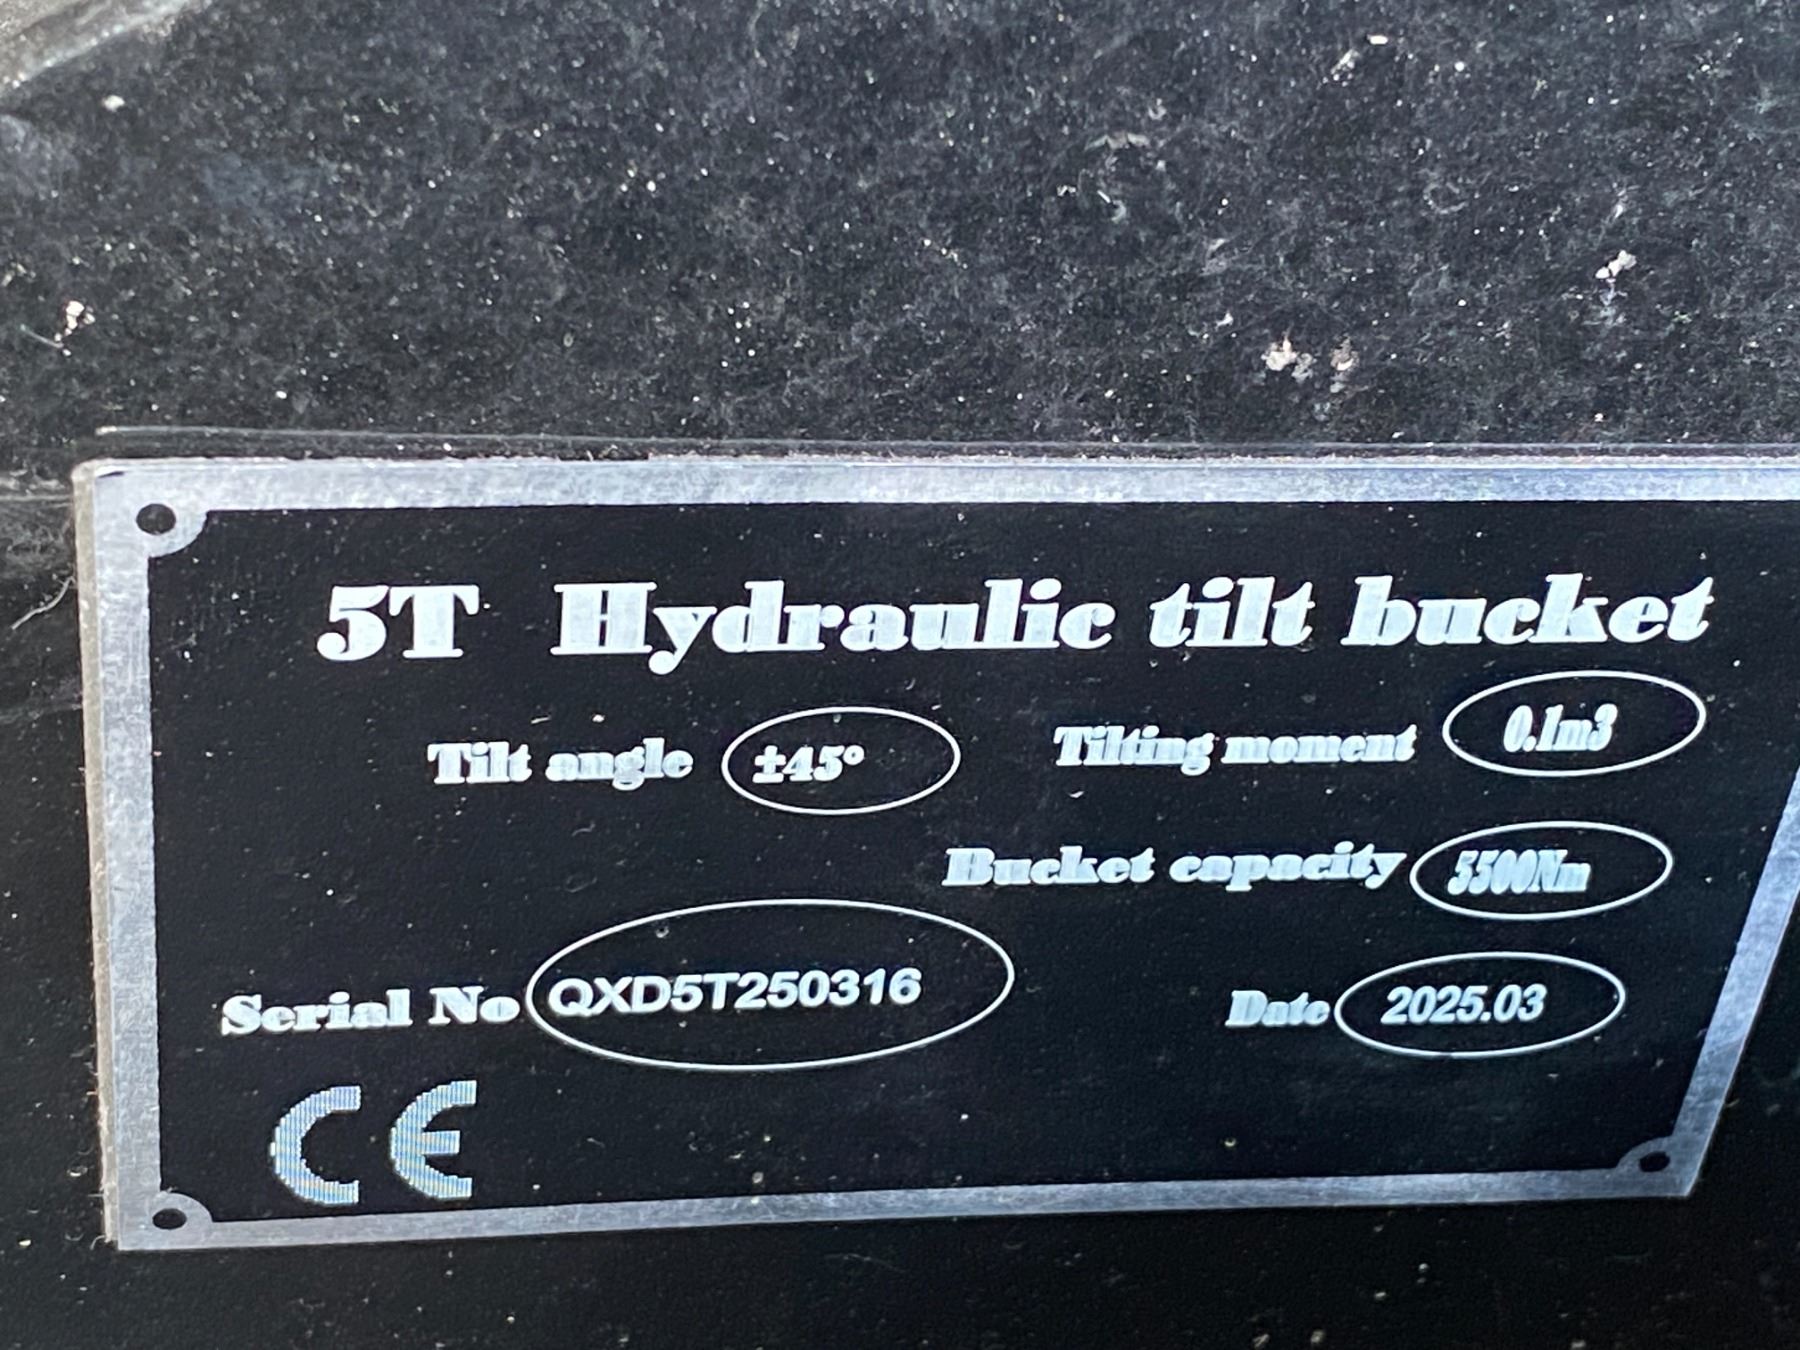 5T Hydraulic tilt bucket
Tilt angle ±45° Tilting moment 0.1m3
Bucket capacity 5500Nm
Serial No QXD5T250316 Date 2025.03
CE